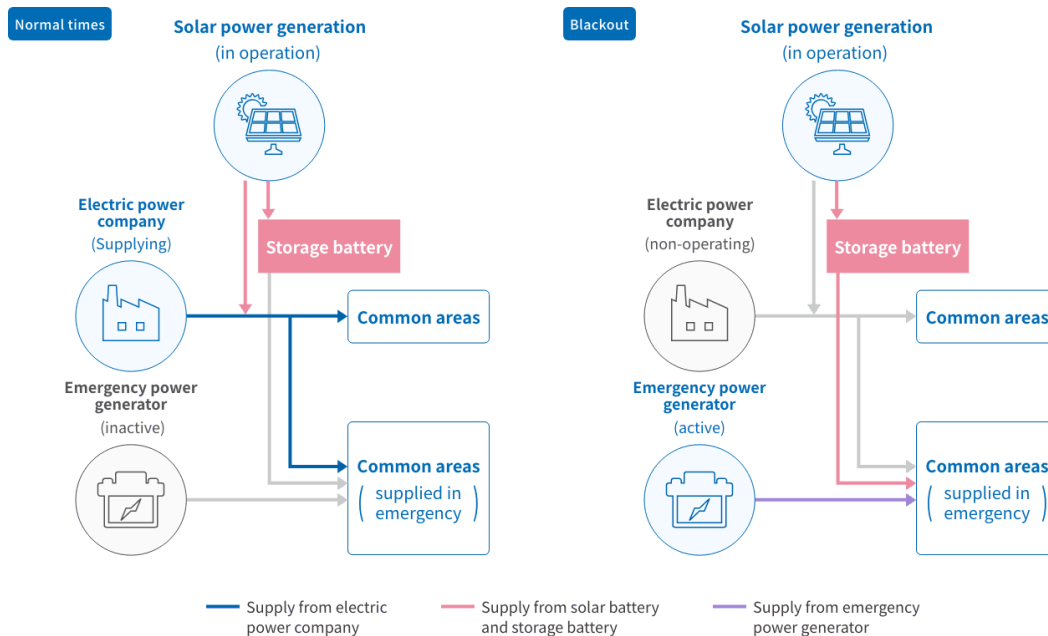 Normal times
Solar power generation
(in operation)
Electric power
company
(Supplying)
Storage battery
Common areas
Emergency power
generator
(inactive)
Common areas
( supplied in
emergency )
Blackout
Solar power generation
(in operation)
Electric power
company
(non-operating)
Storage battery
Common areas
Emergency power
generator
(active)
Common areas
( supplied in
emergency )
Supply from electric
power company
Supply from solar battery
and storage battery
Supply from emergency
power generator